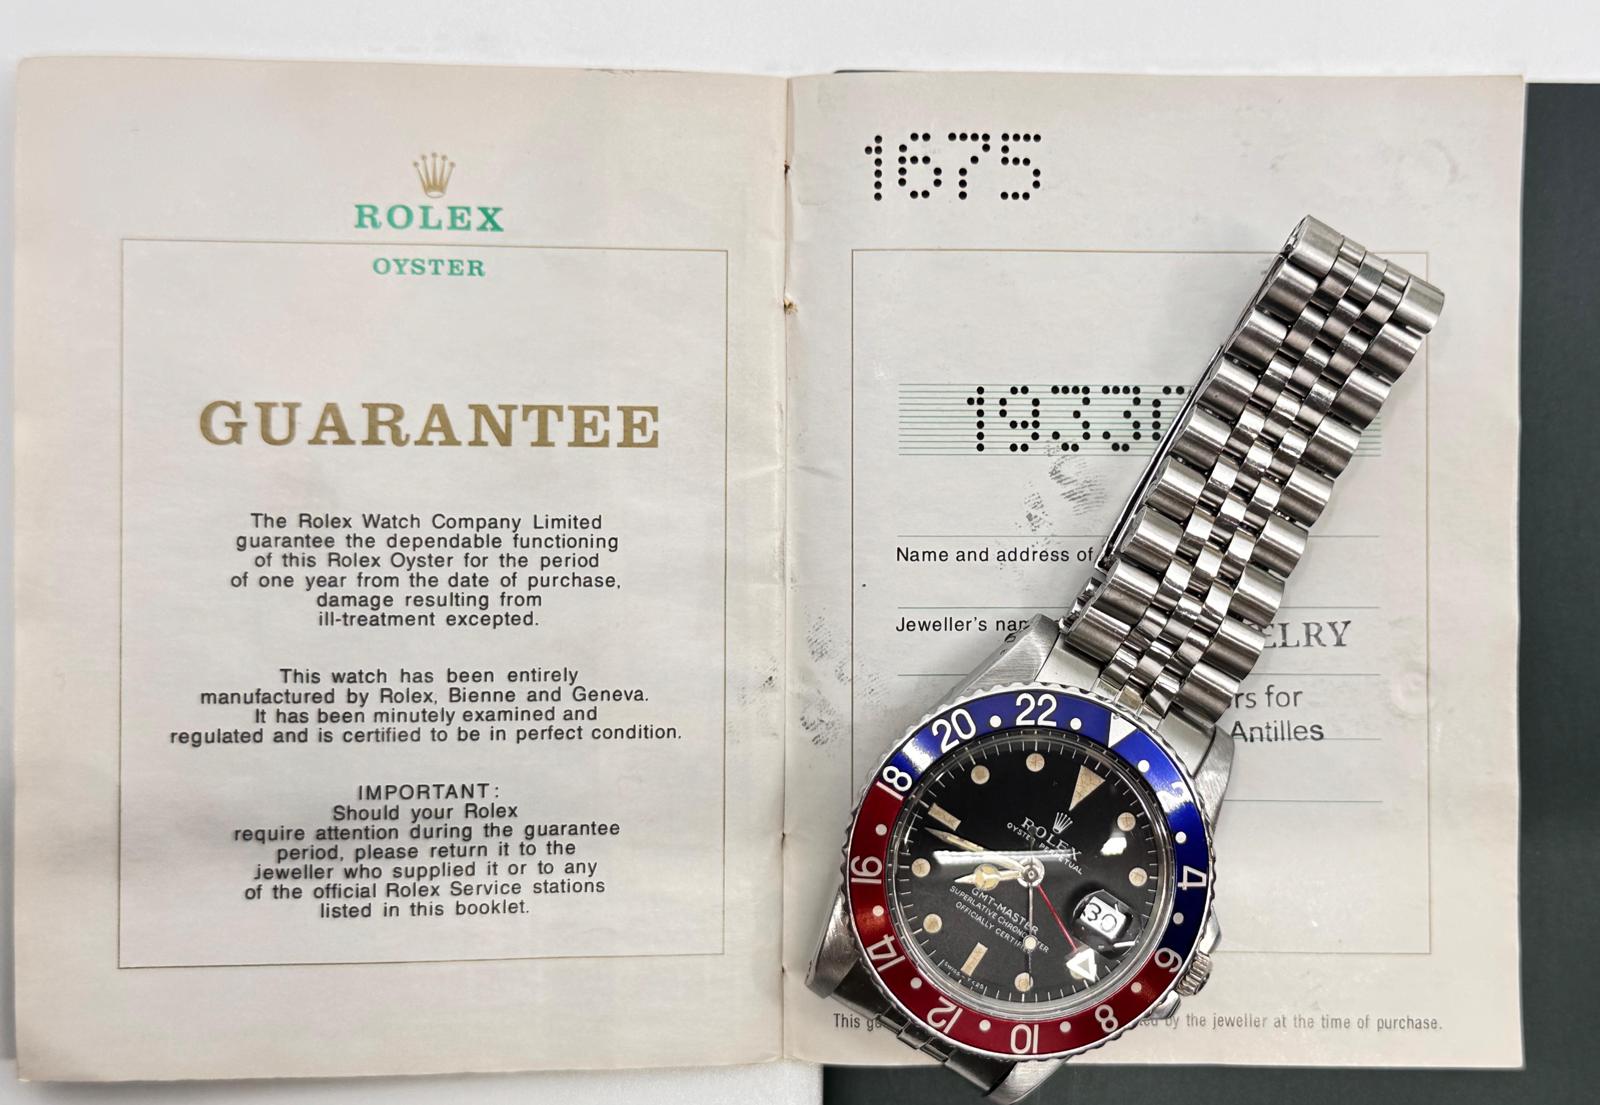 ROLEX
OYSTER
GUARANTEE
The Rolex Watch Company Limited
guarantee the dependable functioning
of this Rolex Oyster for the period
of one year from the date of purchase,
damage resulting from
ill-treatment excepted.
This watch has been entirely
manufactured by Rolex, Bienne and Geneva.
It has been minutely examined and
regulated and is certified to be in perfect condition.
IMPORTANT:
Should your Rolex
require attention during the guarantee
period, please return it to the
jeweller who supplied it or to any
of the official Rolex Service stations
listed in this booklet.
1675
1933
Name and address of
Jeweller's
ELRY
rs for
Antilles
This by the jeweller at the time of purchase.
20 22
18
16
14
12
10
8
6
4
ROLEX
OYSTER PERPETUAL
30
GMT-MASTER
SUPERLATIVE CHRONOMETER
OFFICIALLY
SWISS-T<25